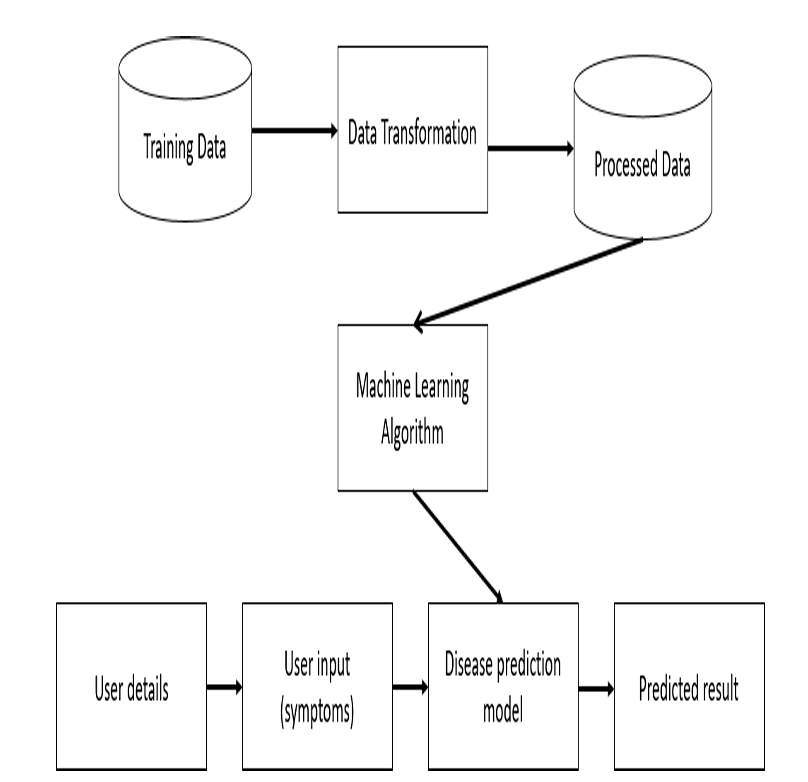 Training Data
Data Transformation
Processed Data
Machine Learning
Algorithm
User details
User input
(symptoms)
Disease prediction
model
Predicted result